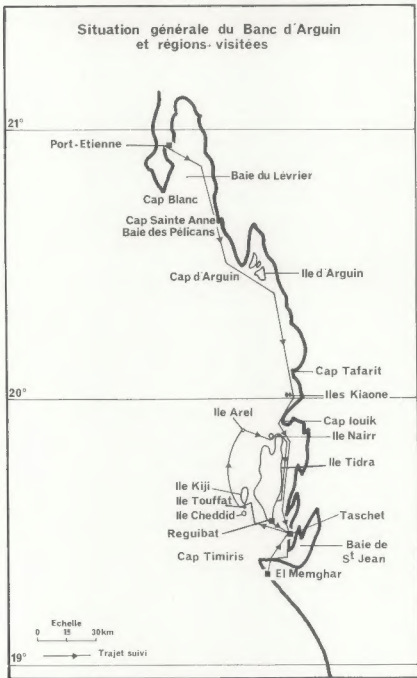 Situation générale du Banc d'Arguin
et régions visitées
21°
Port-Etienne
Baie du Lévrier
Cap Blanc
Cap Sainte Anne
Baie des Pélicans
Cap d'Arguin
Ile d'Arguin
Cap Tafarit
20°
Iles Kiaone
Ile Arel
Cap Iouik
Ile Nairr
Ile Tidra
Ile Kiji
Ile Touffat
Ile Cheddid
Reguibat
Taschet
Cap Timiris
Baie de
St Jean
El Memghar
Echelle
0 15 30km
Trajet suivi
19°